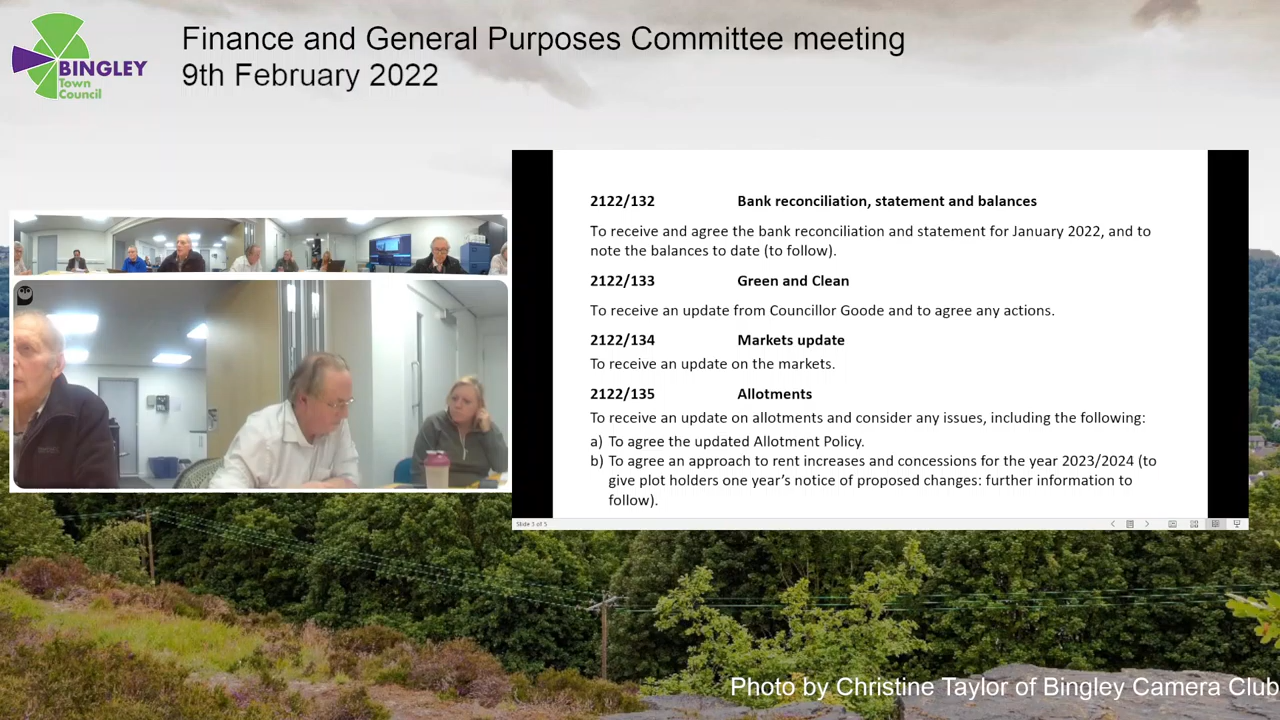 BINGLEY
Town
Council
Finance and General Purposes Committee meeting
9th February 2022
2122/132 Bank reconciliation, statement and balances
To receive and agree the bank reconciliation and statement for January 2022, and to
note the balances to date (to follow).
2122/133 Green and Clean
To receive an update from Councillor Goode and to agree any actions.
2122/134 Markets update
To receive an update on the markets.
2122/135 Allotments
To receive an update on allotments and consider any issues, including the following:
a) To agree the updated Allotment Policy.
b) To agree an approach to rent increases and concessions for the year 2023/2024 (to
give plot holders one year's notice of proposed changes: further information to
follow).
Slide 5 of 5
Photo by Christine Taylor of Bingley Camera Club